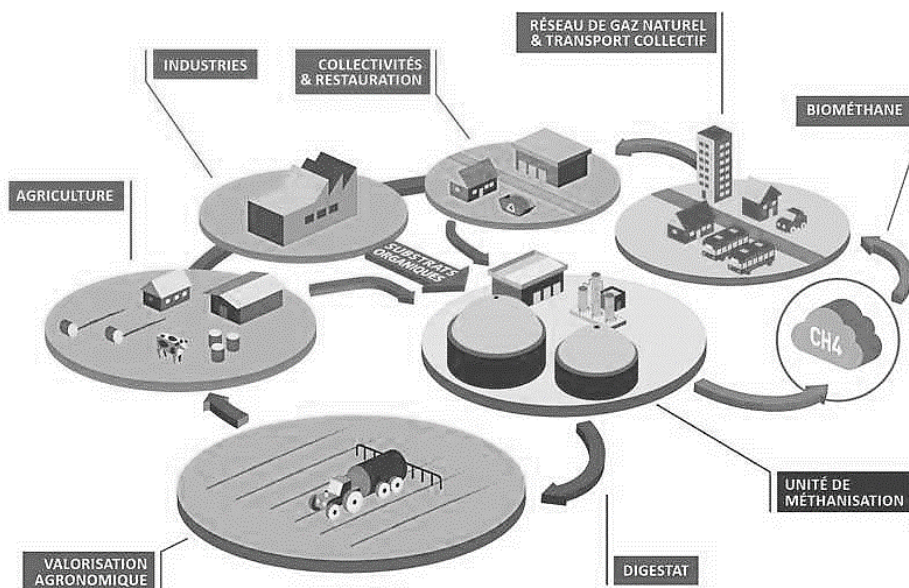 RÉSEAU DE GAZ NATUREL
& TRANSPORT COLLECTIF
INDUSTRIES
COLLECTIVITÉS
& RESTAURATION
BIOMÉTHANE
AGRICULTURE
SUBSTRATS
ORGANIQUES
CH4
UNITÉ DE
MÉTHANISATION
VALORISATION
AGRONOMIQUE
DIGESTAT